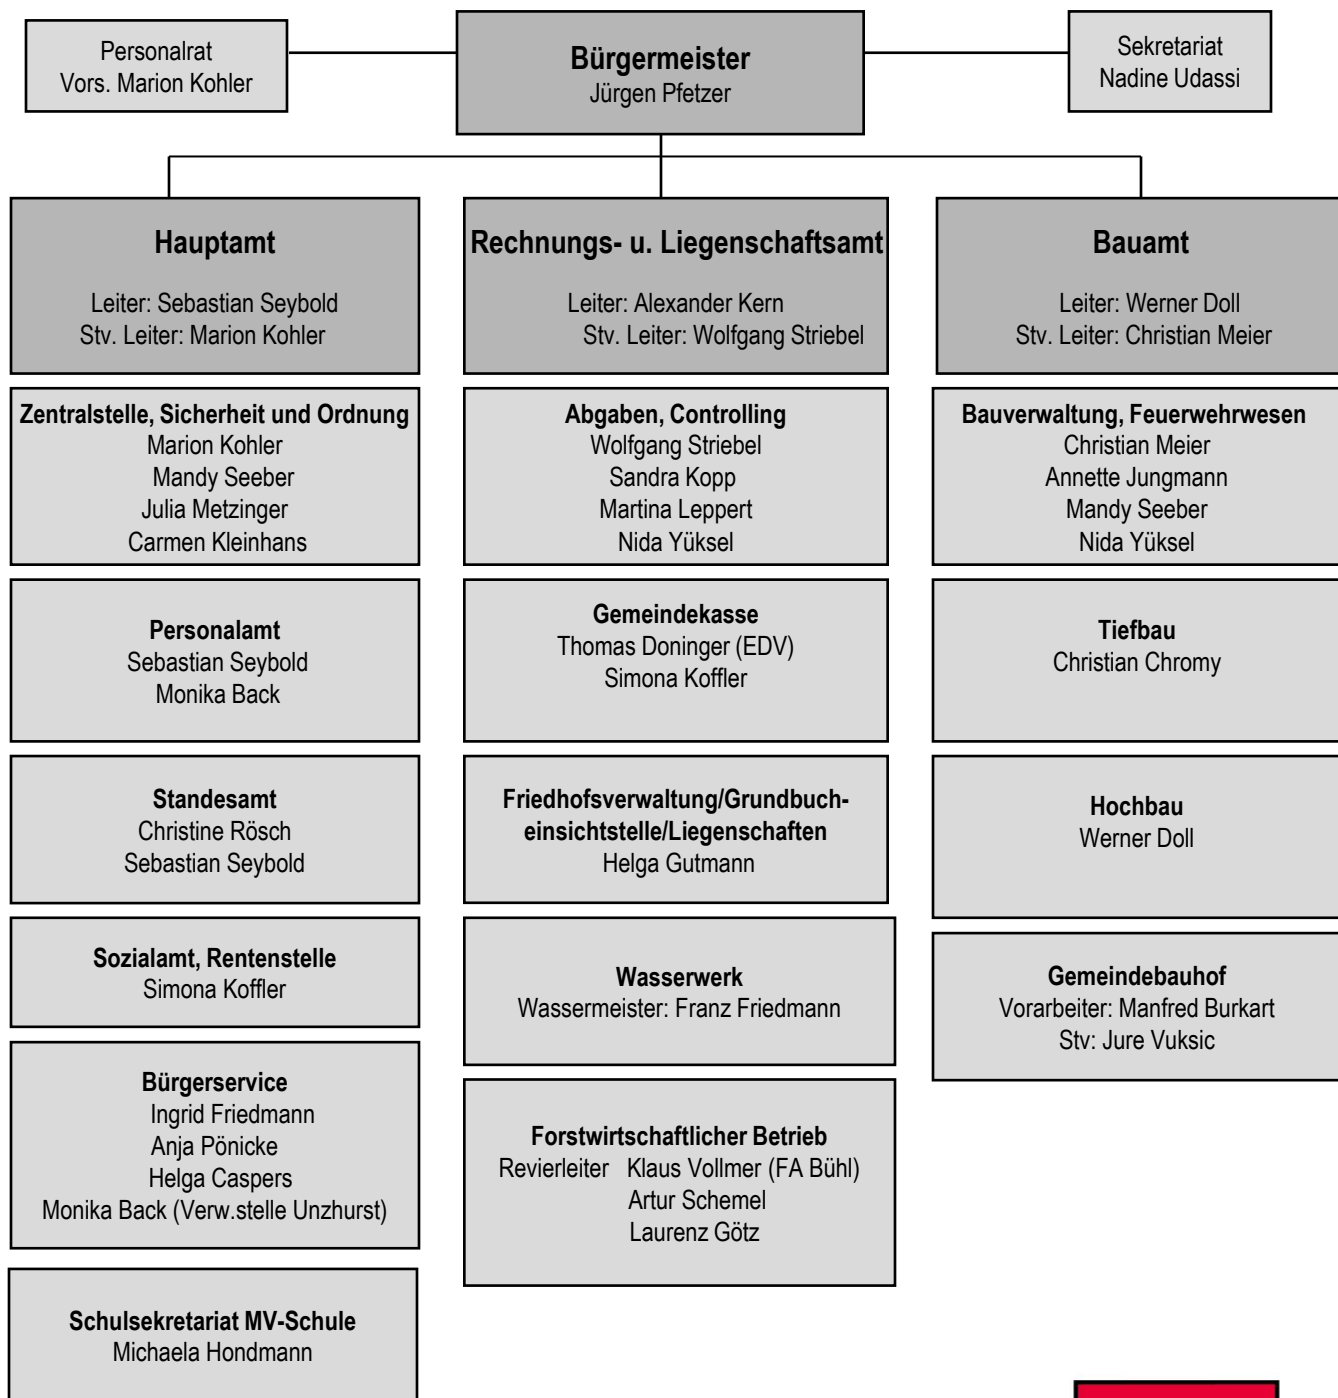 Personalrat
Vors. Marion Kohler
Bürgermeister
Jürgen Pfetzer
Sekretariat
Nadine Udassi
Hauptamt
Leiter: Sebastian Seybold
Stv. Leiter: Marion Kohler
Zentralstelle, Sicherheit und Ordnung
Marion Kohler
Mandy Seeber
Julia Metzinger
Carmen Kleinhans
Personalamt
Sebastian Seybold
Monika Back
Standesamt
Christine Rösch
Sebastian Seybold
Sozialamt, Rentenstelle
Simona Koffler
Bürgerservice
Ingrid Friedmann
Anja Pönicke
Helga Caspers
Monika Back (Verw.stelle Unzhurst)
Schulsekretariat MV-Schule
Michaela Hondmann
Rechnungs- u. Liegenschaftsamt
Leiter: Alexander Kern
Stv. Leiter: Wolfgang Striebel
Abgaben, Controlling
Wolfgang Striebel
Sandra Kopp
Martina Leppert
Nida Yüksel
Gemeindekasse
Thomas Doninger (EDV)
Simona Koffler
Friedhofsverwaltung/Grundbuch-
einsichtstelle/Liegenschaften
Helga Gutmann
Wasserwerk
Wassermeister: Franz Friedmann
Forstwirtschaftlicher Betrieb
Revierleiter Klaus Vollmer (FA Bühl)
Artur Schemel
Laurenz Götz
Bauamt
Leiter: Werner Doll
Stv. Leiter: Christian Meier
Bauverwaltung, Feuerwehrwesen
Christian Meier
Annette Jungmann
Mandy Seeber
Nida Yüksel
Tiefbau
Christian Chromy
Hochbau
Werner Doll
Gemeindebauhof
Vorarbeiter: Manfred Burkart
Stv: Jure Vuksic